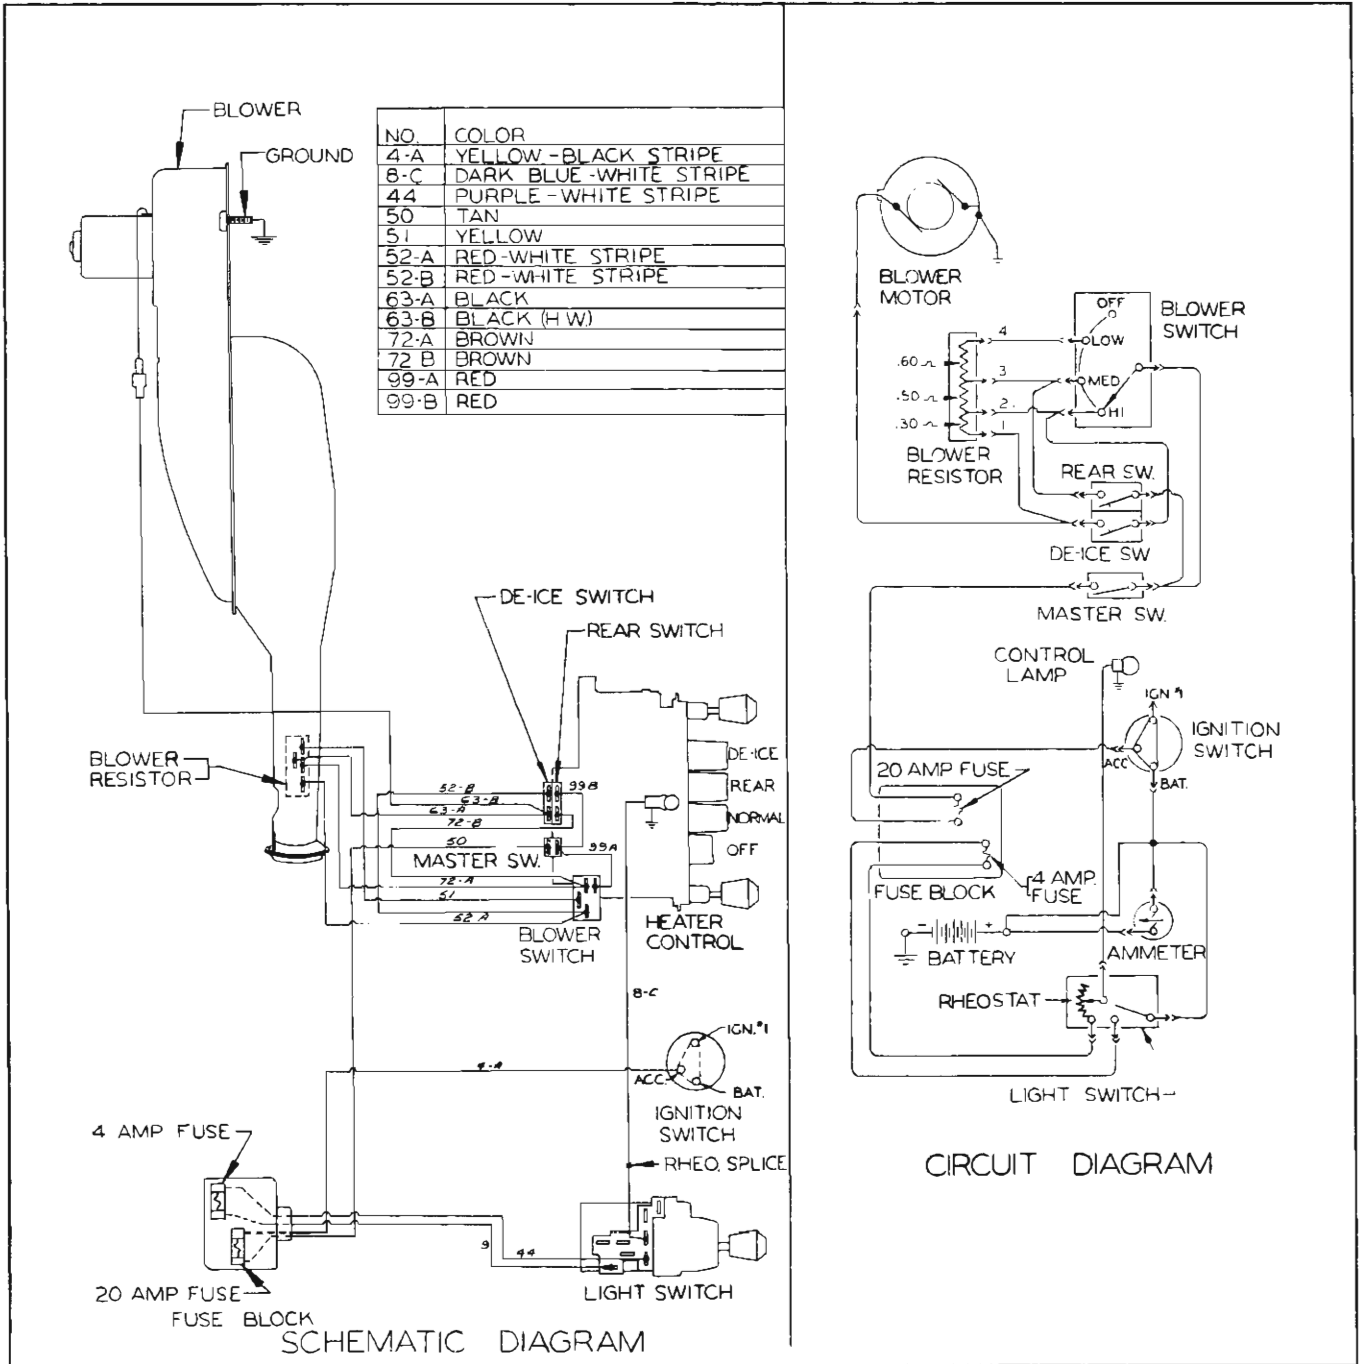 BLOWER
GROUND
NO. COLOR
4-A YELLOW-BLACK STRIPE
8-C DARK BLUE-WHITE STRIPE
44 PURPLE-WHITE STRIPE
50 TAN
51 YELLOW
52-A RED-WHITE STRIPE
52-B RED-WHITE STRIPE
63-A BLACK
63-B BLACK (H.W.)
72-A BROWN
72 B BROWN
99-A RED
99-B RED
DE-ICE SWITCH
REAR SWITCH
BLOWER
RESISTOR
52-B
63-B
63-A
72-B
50
MASTER SW.
72-A
51
52 A
99B
99A
DE-ICE
REAR
NORMAL
OFF
BLOWER
SWITCH
HEATER
CONTROL
8-C
4-A
IGN.#1
ACC.
BAT.
IGNITION
SWITCH
RHEO. SPLICE
4 AMP FUSE
20 AMP FUSE
FUSE BLOCK
9
44
LIGHT SWITCH
SCHEMATIC DIAGRAM
BLOWER
MOTOR
OFF
LOW
MED
HI
BLOWER
SWITCH
4
3
2
1
.60
.50
.30
BLOWER
RESISTOR
REAR SW.
DE-ICE SW
MASTER SW.
CONTROL
LAMP
IGN #1
IGNITION
SWITCH
ACC
BAT.
20 AMP FUSE
FUSE BLOCK
4 AMP.
FUSE
- +
BATTERY
AMMETER
RHEOSTAT
LIGHT SWITCH
CIRCUIT DIAGRAM